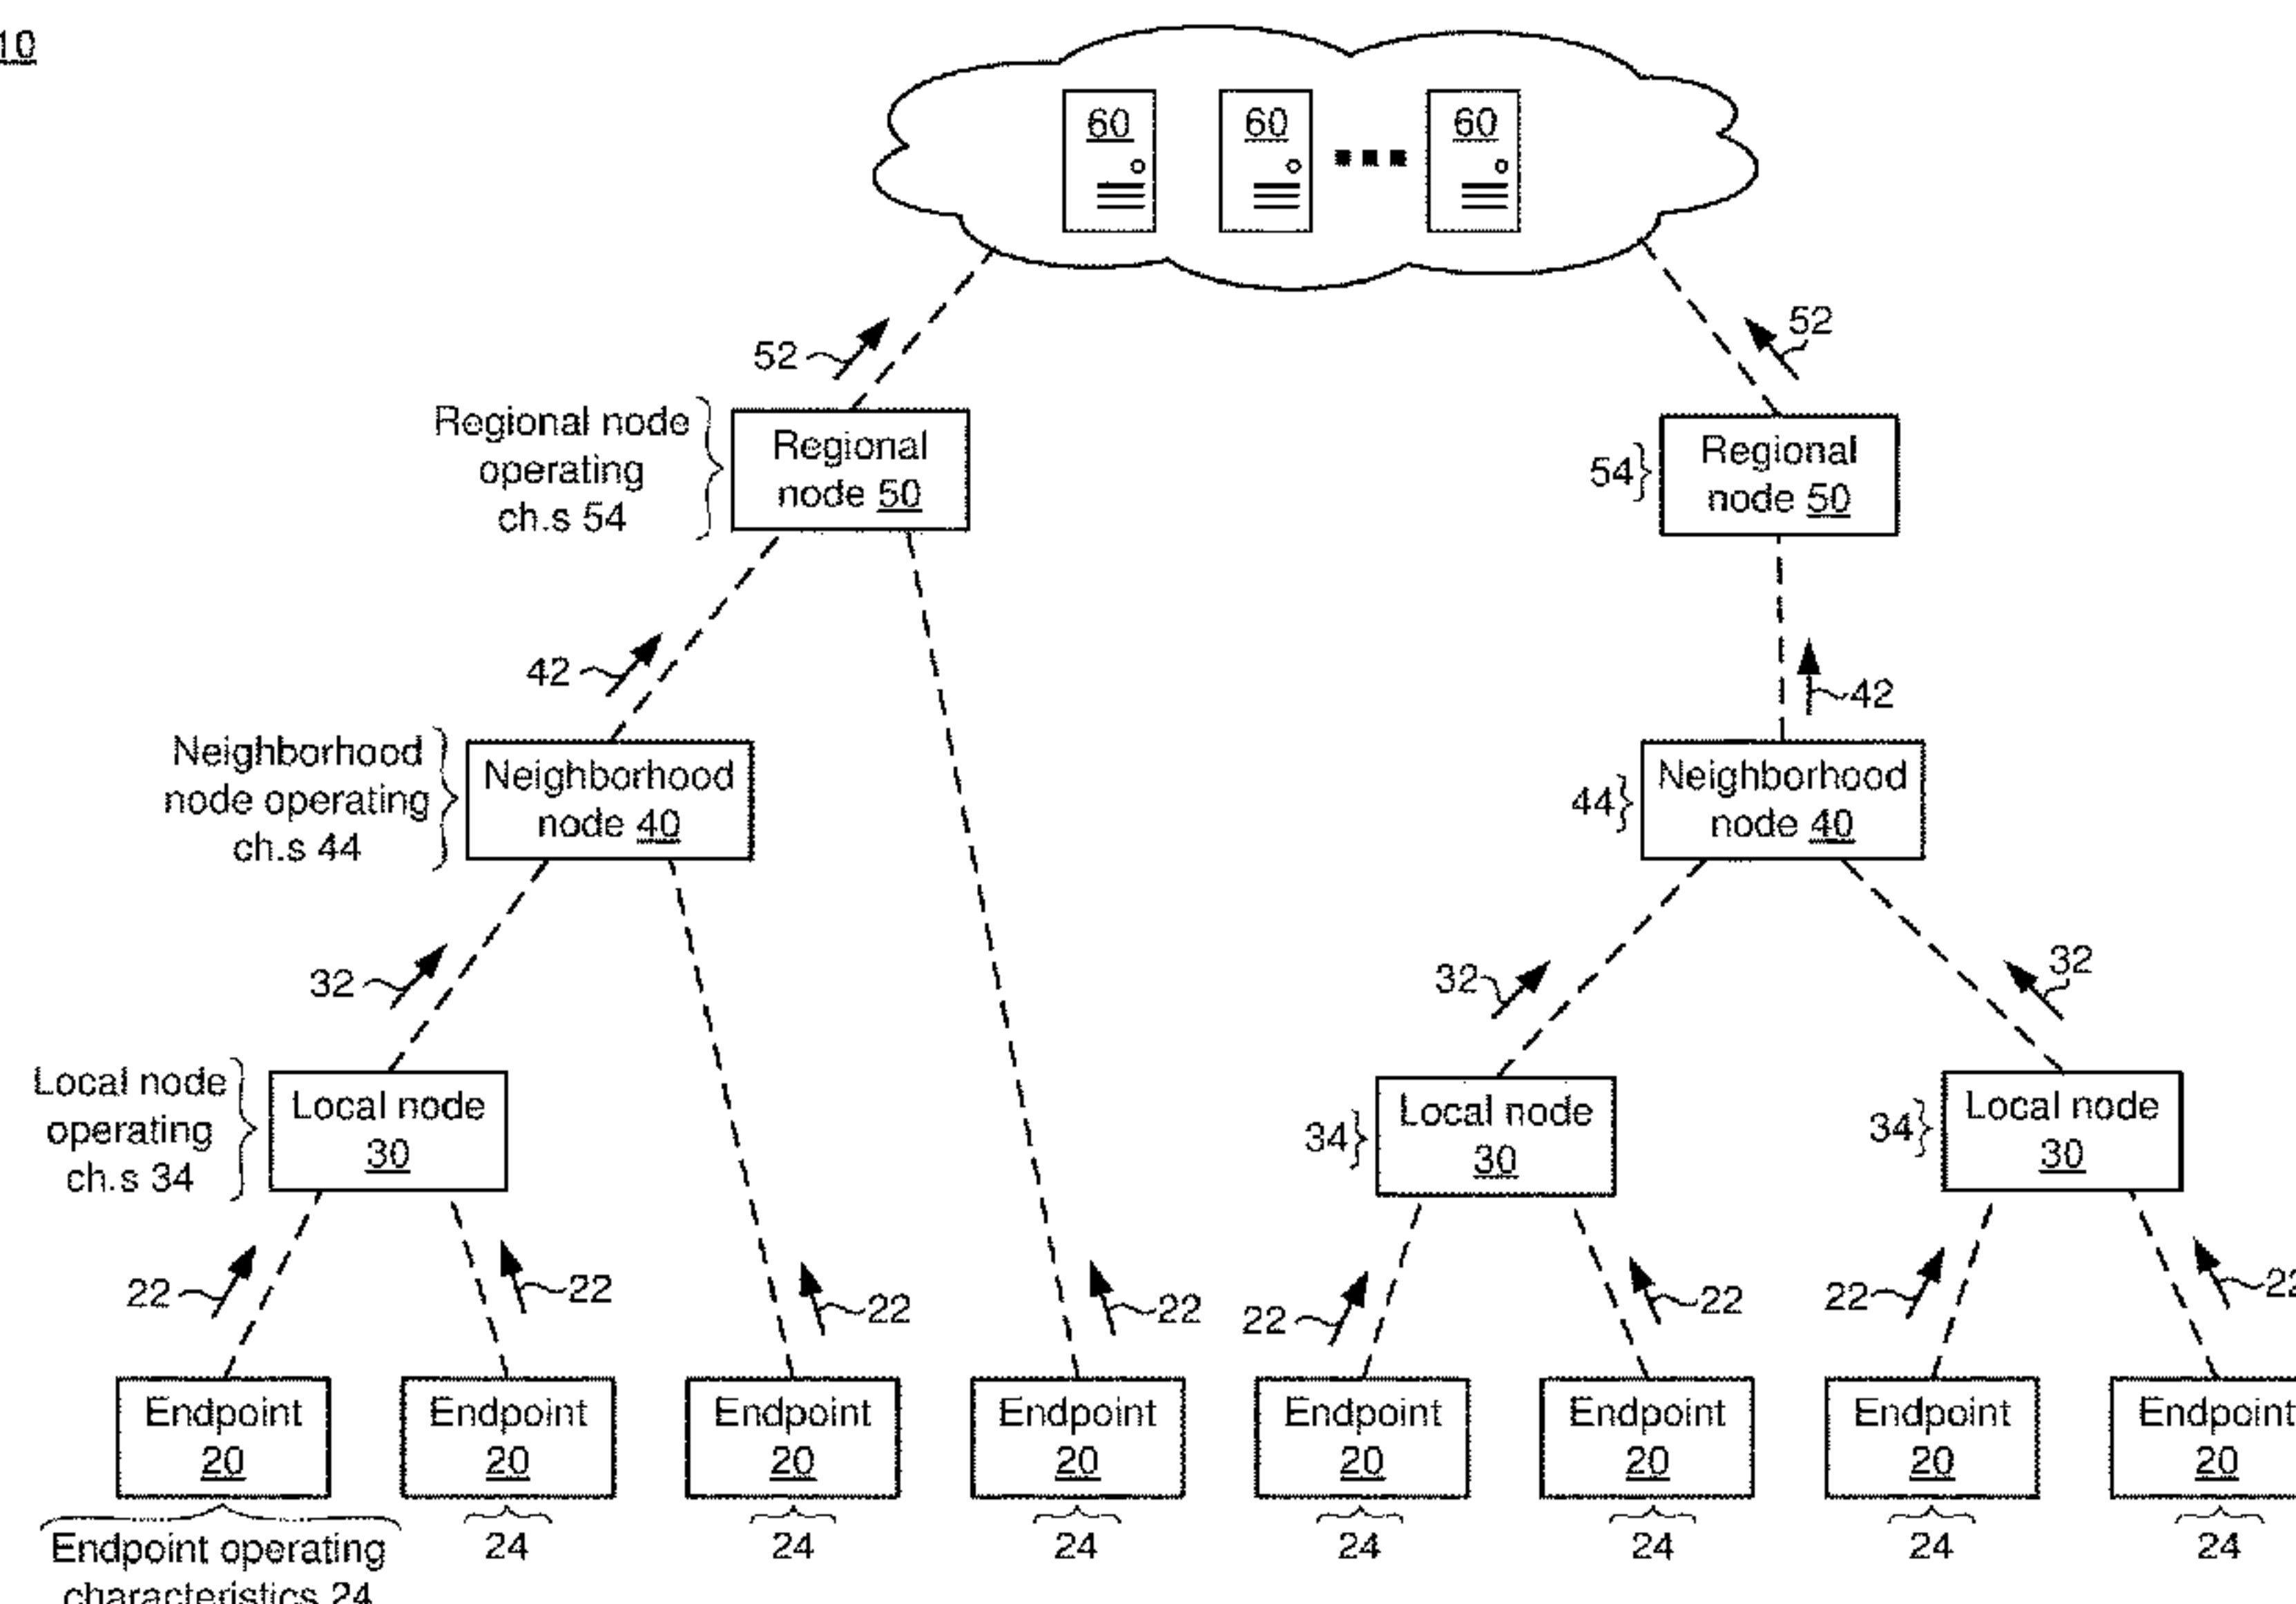 10
60
60
60
52
52
Regional node
operating
ch.s 54
Regional
node 50
54
Regional
node 50
42
42
Neighborhood
node operating
ch.s 44
Neighborhood
node 40
44
Neighborhood
node 40
32
32
32
Local node
operating
ch.s 34
Local node
30
34
Local node
30
34
Local node
30
22
22
22
22
22
22
22
22
Endpoint
20
Endpoint
20
Endpoint
20
Endpoint
20
Endpoint
20
Endpoint
20
Endpoint
20
Endpoint
20
Endpoint operating
characteristics 24
24
24
24
24
24
24
24